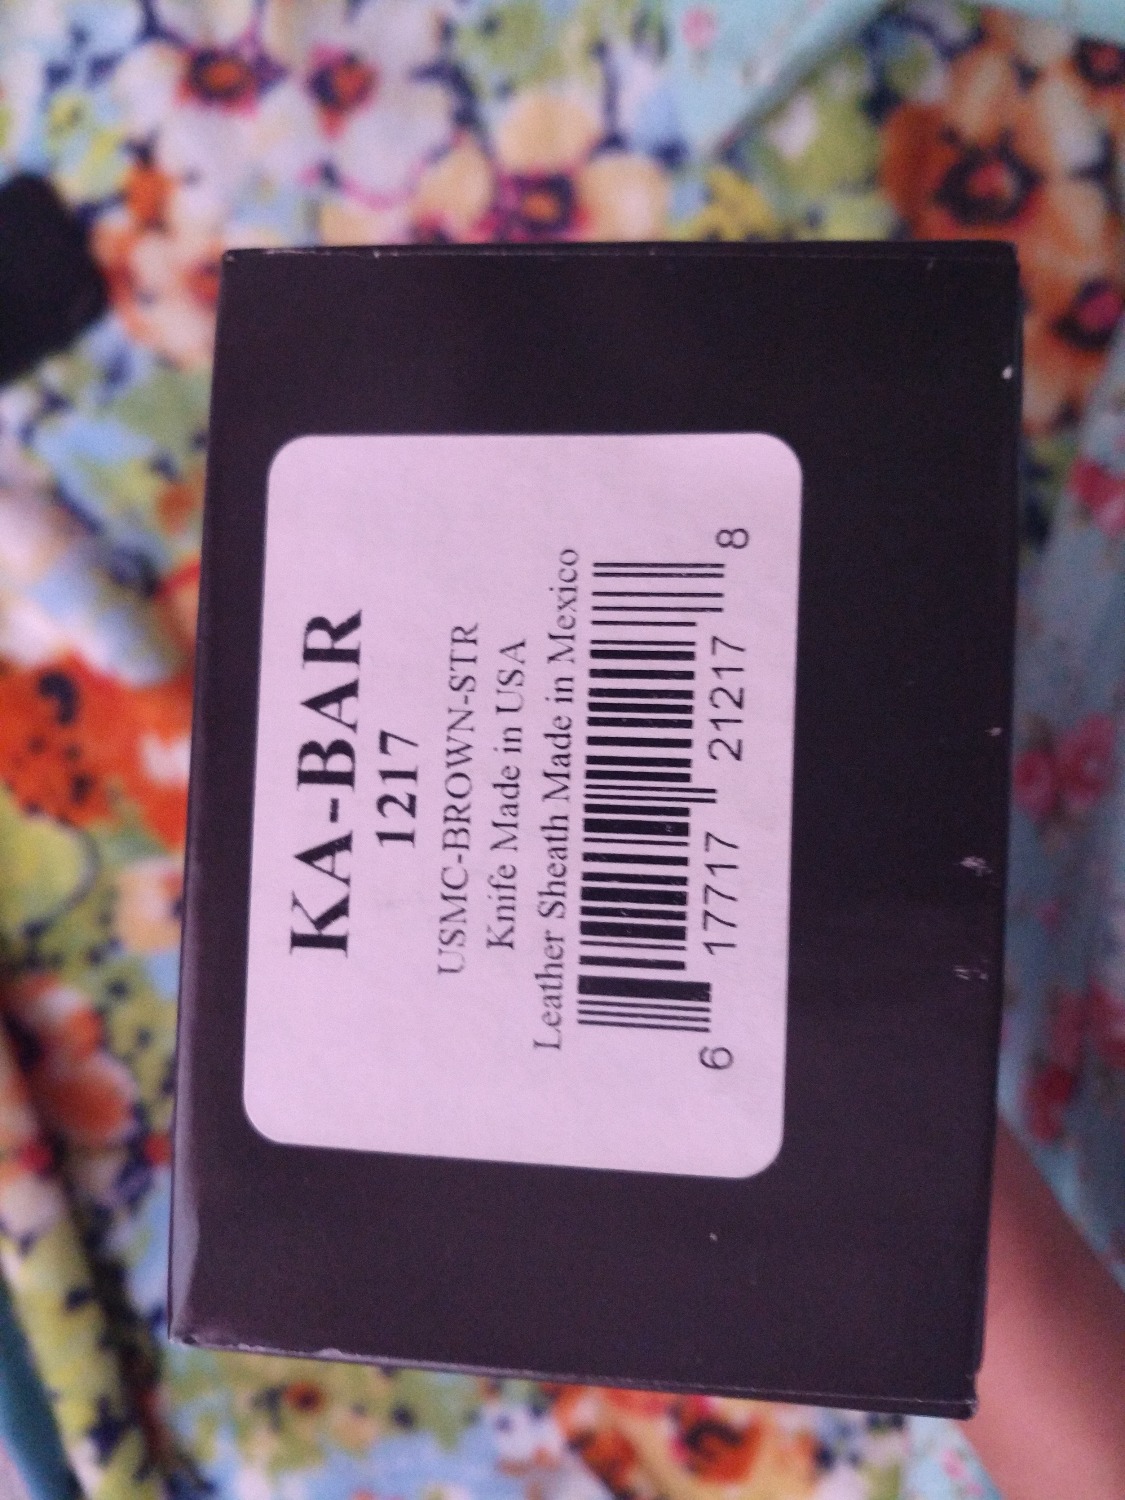 KA-BAR
1217
USMC-BROWN-STR
Knife Made in USA
Leather Sheath Made in Mexico
6 17717 21217 8